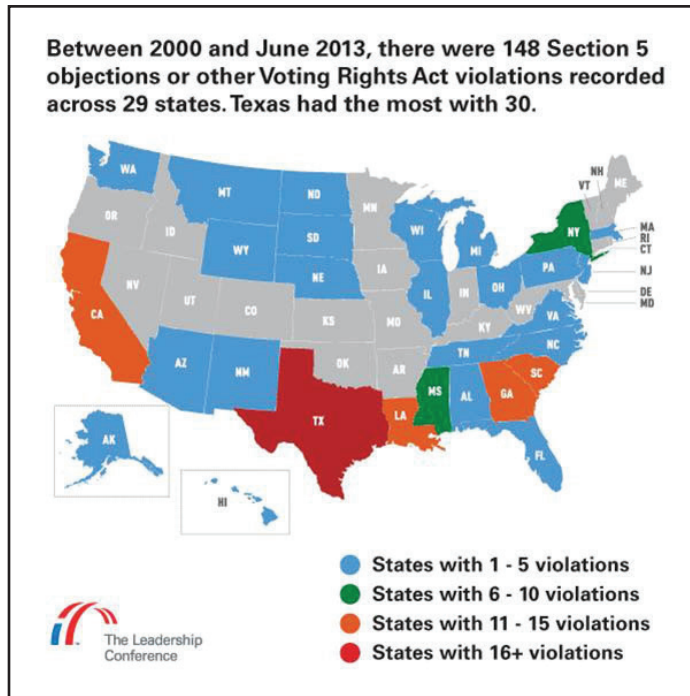 Between 2000 and June 2013, there were 148 Section 5
objections or other Voting Rights Act violations recorded
across 29 states. Texas had the most with 30.
WA
MT
ND
MN
NH
VT
ME
OR
ID
WY
SD
WI
MI
NY
MA
RI
CT
NV
UT
CO
NE
IA
IL
IN
OH
PA
NJ
DE
MD
CA
KS
MO
KY
WV
VA
AZ
NM
OK
AR
TN
NC
SC
TX
LA
MS
AL
GA
FL
AK
HI
States with 1 - 5 violations
States with 6 - 10 violations
States with 11 - 15 violations
States with 16+ violations
The Leadership
Conference